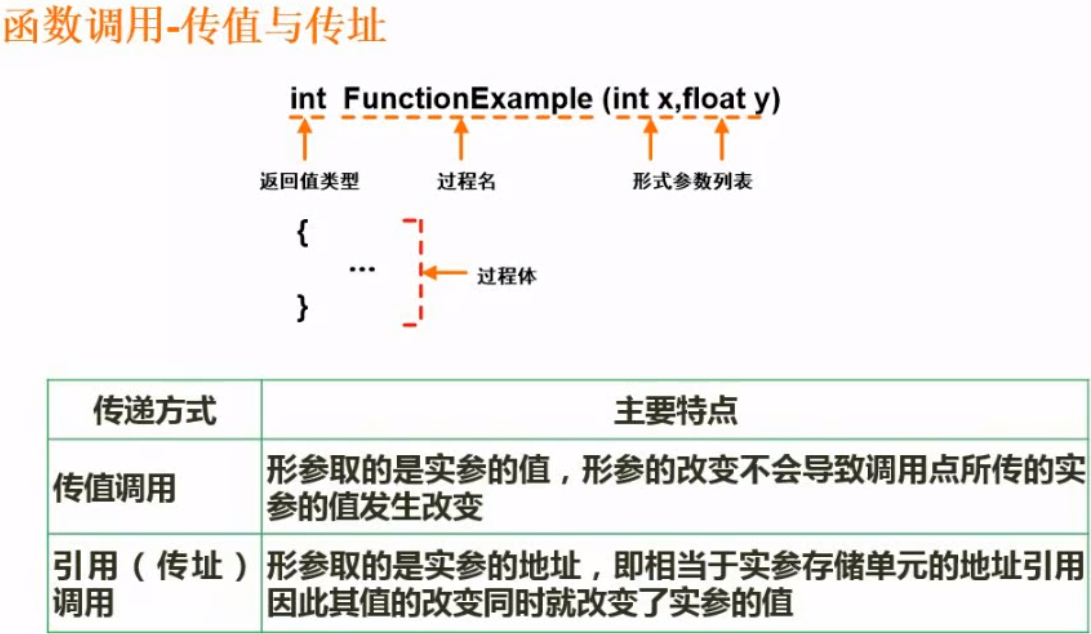 函数调用-传值与传址
int FunctionExample (int x,float y)
返回值类型 过程名 形式参数列表
{
...
过程体
}
传递方式 主要特点
传值调用 形参取的是实参的值，形参的改变不会导致调用点所传的实
参的值发生改变
引用（传址） 形参取的是实参的地址，即相当于实参存储单元的地址引用
调用 因此其值的改变同时就改变了实参的值